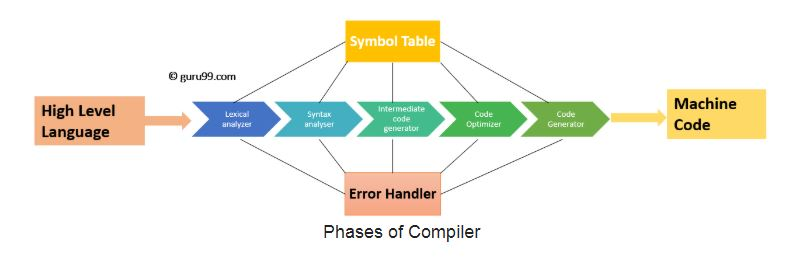 Symbol Table
© guru99.com
High Level
Language
Lexical
analyzer
Syntax
analyser
Intermediate
code
generator
Code
Optimizer
Code
Generator
Machine
Code
Error Handler
Phases of Compiler